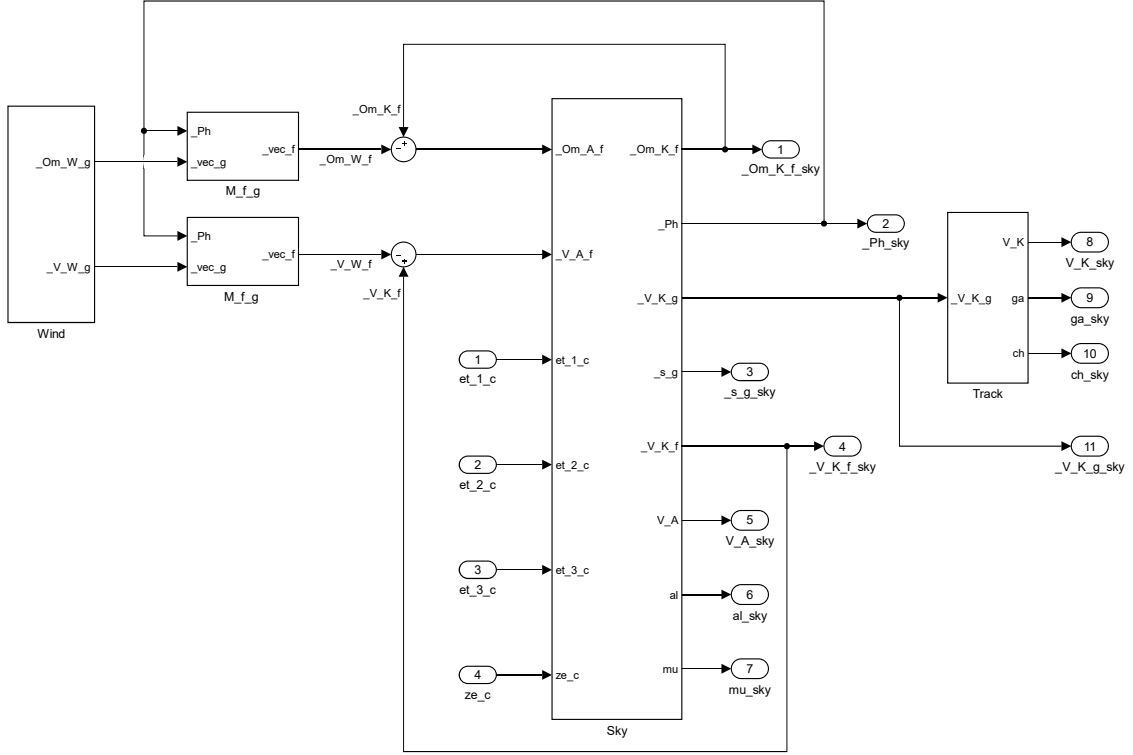 _Om_W_g
_V_W_g
Wind
_Ph
_vec_g
_vec_f
M_f_g
_Ph
_vec_g
_vec_f
M_f_g
_Om_W_f
_Om_K_f
- +
_V_W_f
_V_K_f
- +
1
et_1_c
2
et_2_c
3
et_3_c
4
ze_c
_Om_A_f
_V_A_f
et_1_c
et_2_c
et_3_c
ze_c
_Om_K_f
_Ph
_V_K_g
_s_g
_V_K_f
V_A
al
mu
Sky
1
_Om_K_f_sky
2
_Ph_sky
3
_s_g_sky
4
_V_K_f_sky
5
V_A_sky
6
al_sky
7
mu_sky
_V_K_g
V_K
ga
ch
Track
8
V_K_sky
9
ga_sky
10
ch_sky
11
_V_K_g_sky